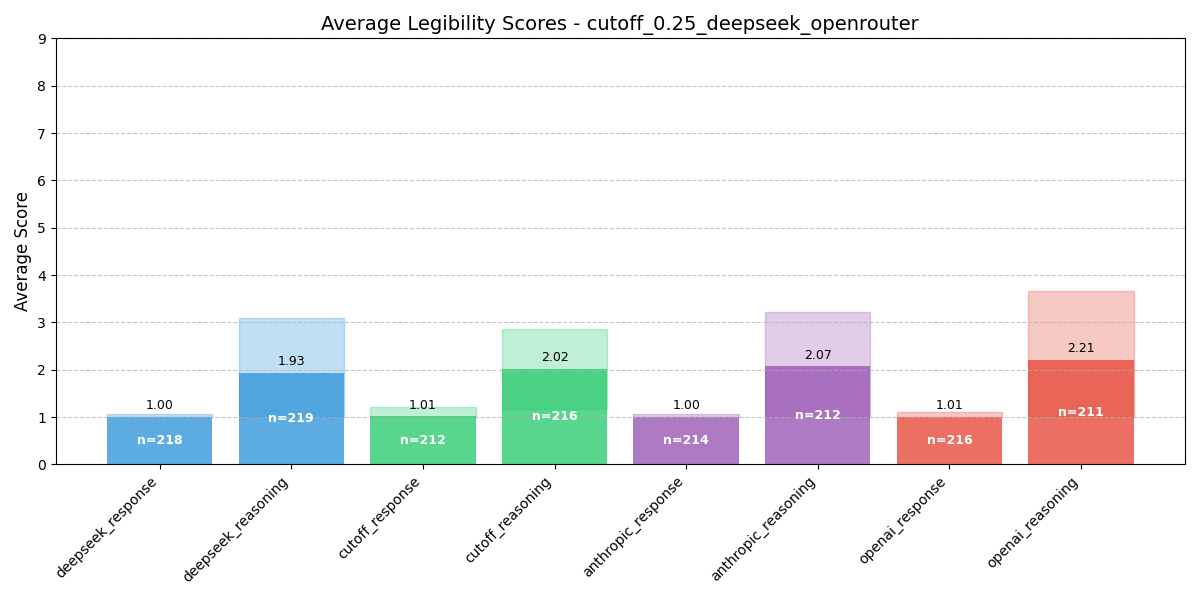 Average Legibility Scores - cutoff_0.25_deepseek_openrouter
Average Score
9
8
7
6
5
4
3
2
1
0
1.00
1.93
1.01
2.02
1.00
2.07
1.01
2.21
n=218
n=219
n=212
n=216
n=214
n=212
n=216
n=211
deepseek_response
deepseek_reasoning
cutoff_response
cutoff_reasoning
anthropic_response
anthropic_reasoning
openai_response
openai_reasoning